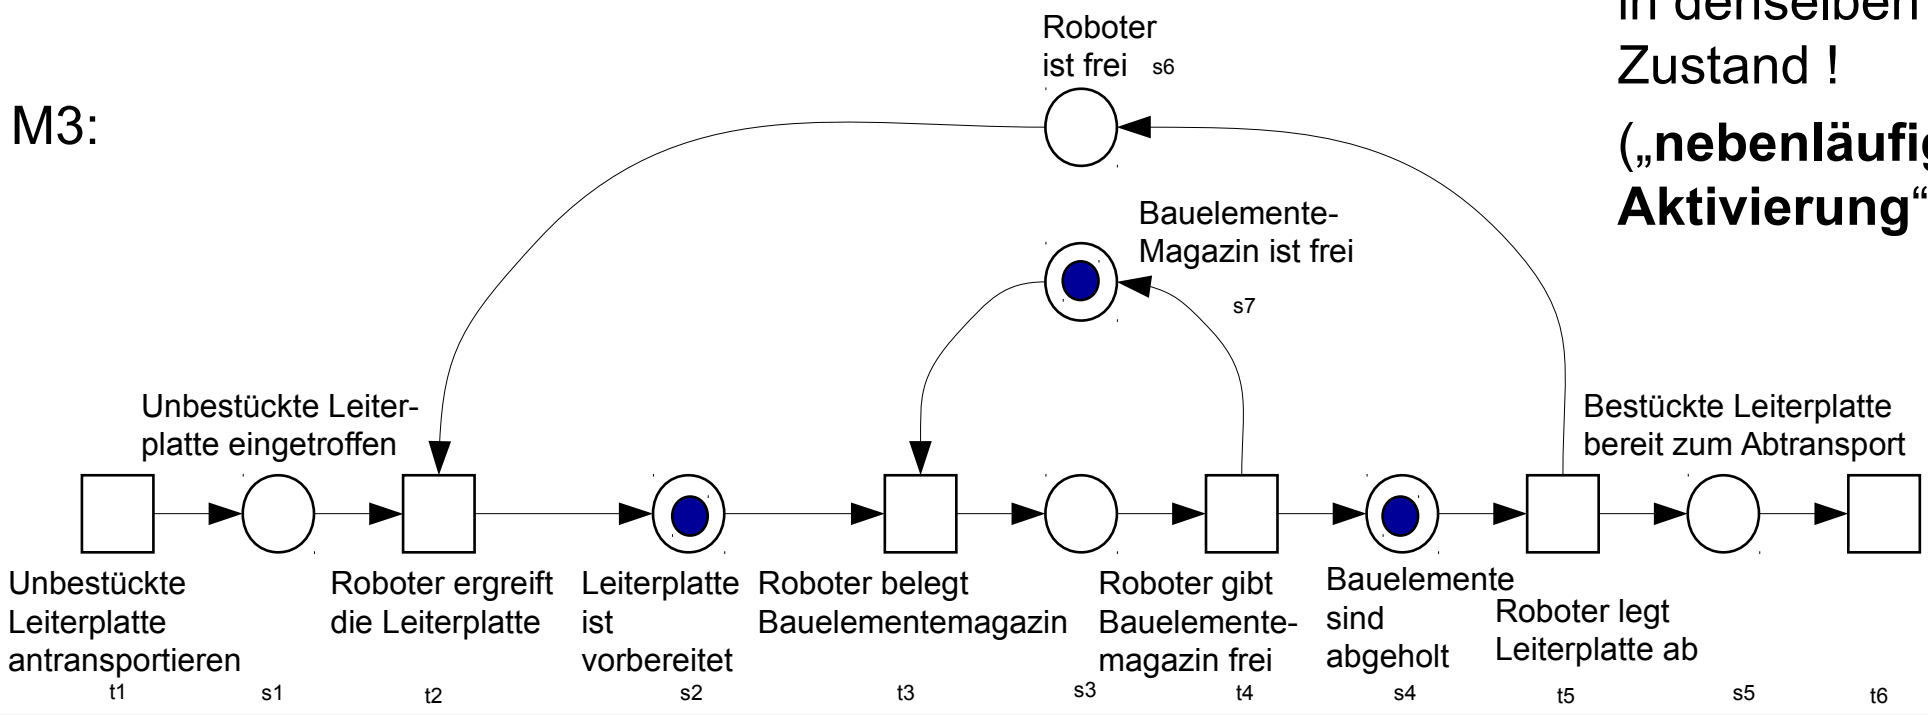 in denselben
Zustand !
(„nebenläufig
Aktivierung“
M3:
Roboter
ist frei s6
Bauelemente-
Magazin ist frei
s7
Unbestückte Leiter-
platte eingetroffen
Bestückte Leiterplatte
bereit zum Abtransport
Unbestückte
Leiterplatte
antransportieren
Roboter ergreift
die Leiterplatte
Leiterplatte
ist
vorbereitet
Roboter belegt
Bauelementemagazin
Roboter gibt
Bauelemente-
magazin frei
Bauelemente
sind
abgeholt
Roboter legt
Leiterplatte ab
t1 s1 t2 s2 t3 s3 t4 s4 t5 s5 t6